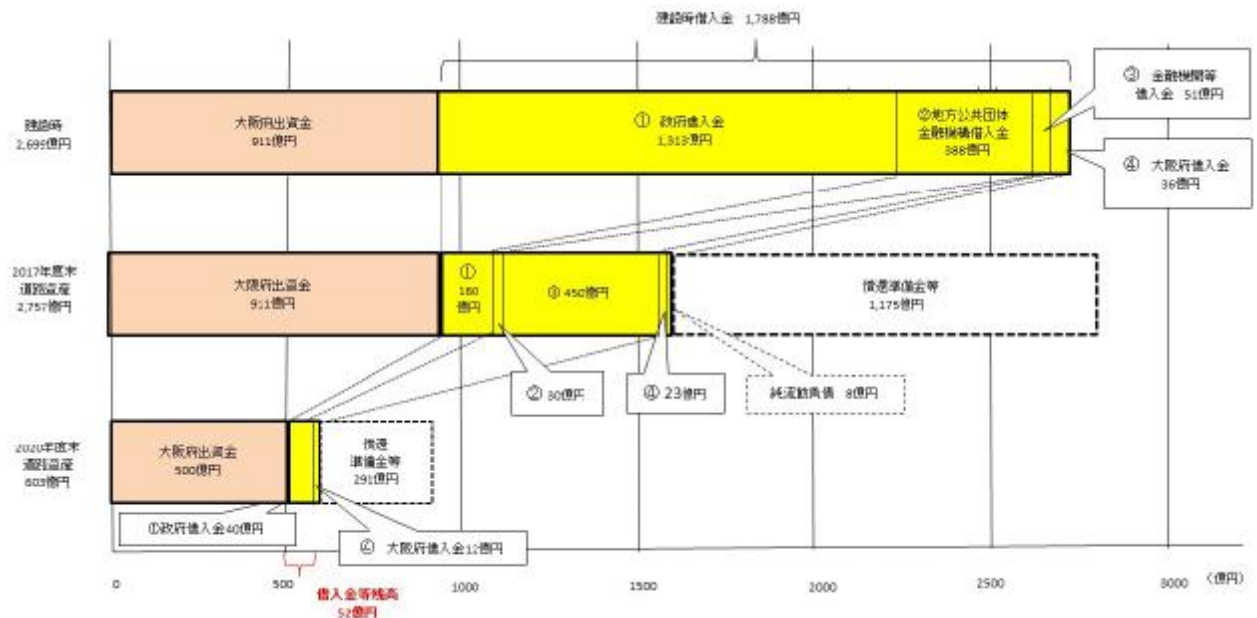 建設時借入金 1,788億円
③ 金融機関等
借入金 51億円
建設時
2,699億円
大阪府出資金
911億円
① 政府借入金
1,313億円
②地方公共団体
金融機構借入金
388億円
④ 大阪府借入金
36億円
2017年度末
道路資産
2,757億円
大阪府出資金
911億円
①
160
億円
③ 450億円
償還準備金等
1,175億円
② 30億円
④ 23億円
純流動負債 8億円
2020年度末
道路資産
603億円
大阪府出資金
500億円
償還
準備金等
291億円
①政府借入金40億円
大阪府借入金12億円
0
500
1000
1500
2000
2500
3000
(億円)
借入金等残高
52億円